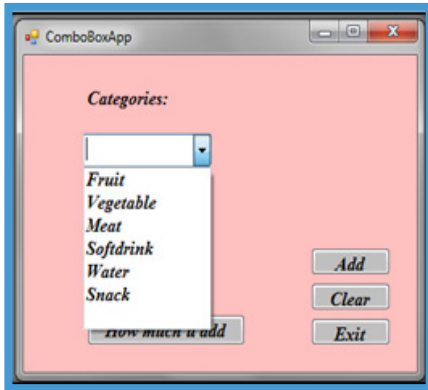 ComboBoxApp
Categories:
Fruit
Vegetable
Meat
Softdrink
Water
Snack
Add
Clear
How much u add
Exit